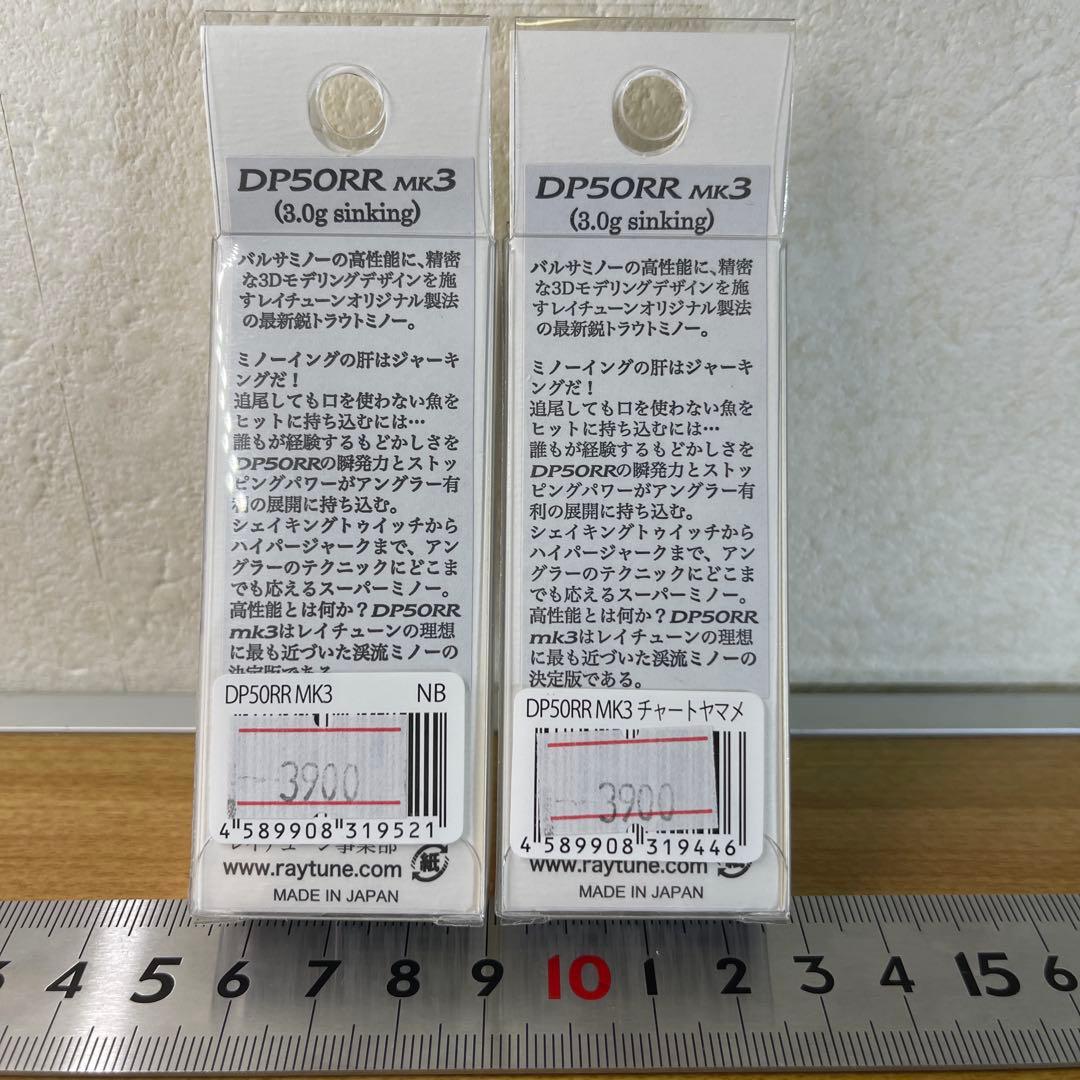 DP50RR MK3
(3.0g sinking)
バルサミノーの高性能に、精密
な3Dモデリングデザインを施
すレイチューンオリジナル製法
の最新鋭トラウトミノー。
ミノーイングの肝はジャーキ
ングだ！
追尾しても口を使わない魚を
ヒットに持ち込むには…
誰もが経験するもどかしさを
DP50RRの瞬発力とストッ
ピングパワーがアングラー有
利の展開に持ち込む。
シェイキングトゥイッチから
ハイパージャークまで、アン
グラーのテクニックにどこま
でも応えるスーパーミノー。
高性能とは何か？DP50RR
mk3はレイチューンの理想
に最も近づいた渓流ミノーの
決定版である。
DP50RR MK3 NB
3900
4 589908 319521
レイチューン事業部
www.raytune.com
紙
MADE IN JAPAN
DP50RR MK3
(3.0g sinking)
バルサミノーの高性能に、精密
な3Dモデリングデザインを施
すレイチューンオリジナル製法
の最新鋭トラウトミノー。
ミノーイングの肝はジャーキ
ングだ！
追尾しても口を使わない魚を
ヒットに持ち込むには…
誰もが経験するもどかしさを
DP50RRの瞬発力とストッ
ピングパワーがアングラー有
利の展開に持ち込む。
シェイキングトゥイッチから
ハイパージャークまで、アン
グラーのテクニックにどこま
でも応えるスーパーミノー。
高性能とは何か？DP50RR
mk3はレイチューンの理想
に最も近づいた渓流ミノーの
決定版である。
DP50RR MK3 チャートヤマメ
3900
4 589908 319446
www.raytune.com
MADE IN JAPAN
3 4 5 6 7 8 9 10 1 2 3 4 15 6